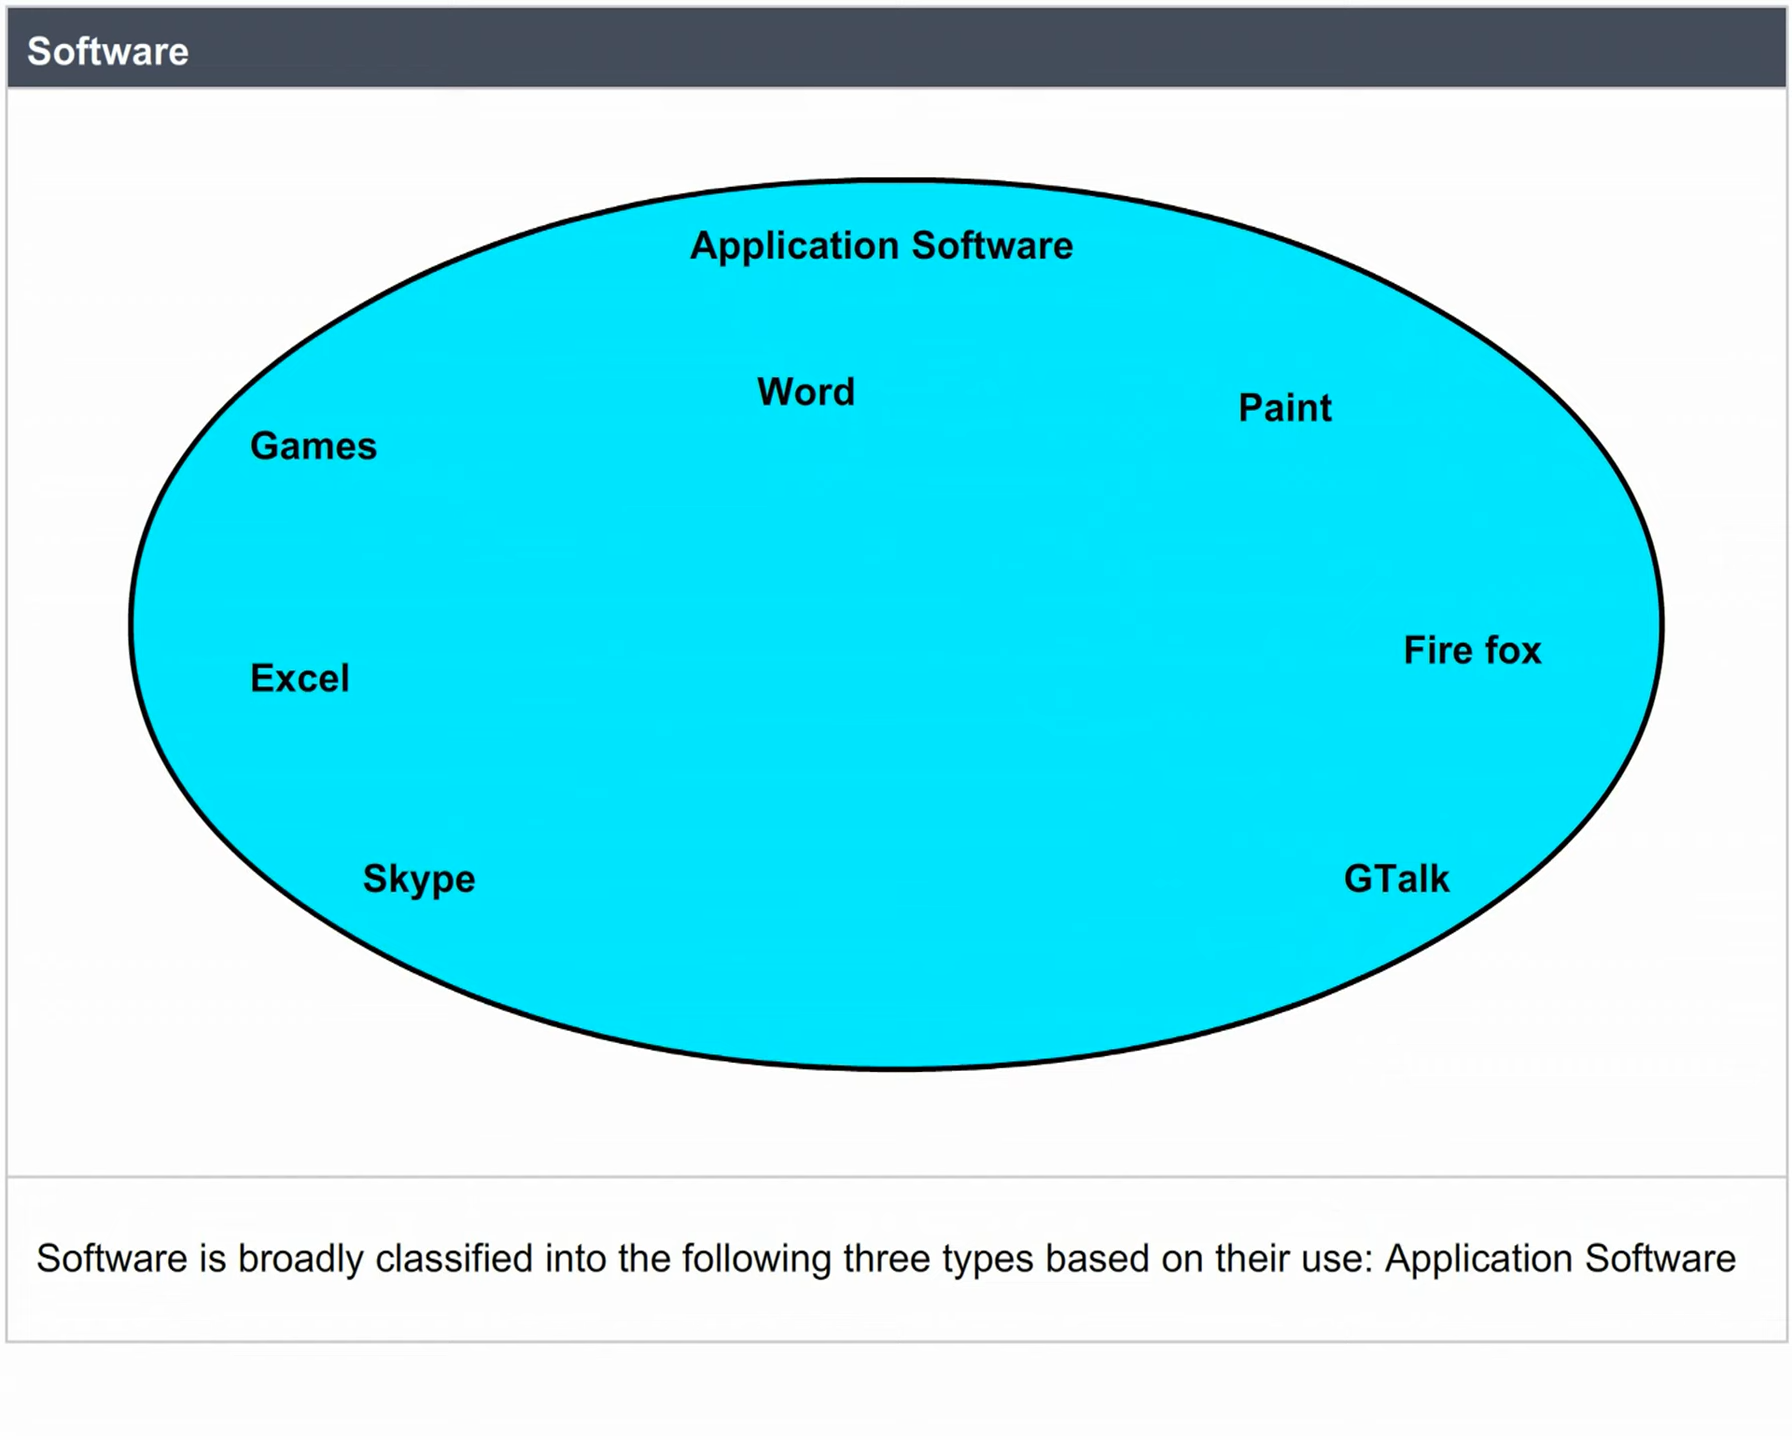 Software
Application Software
Word
Paint
Games
Fire fox
Excel
Skype
GTalk
Software is broadly classified into the following three types based on their use: Application Software